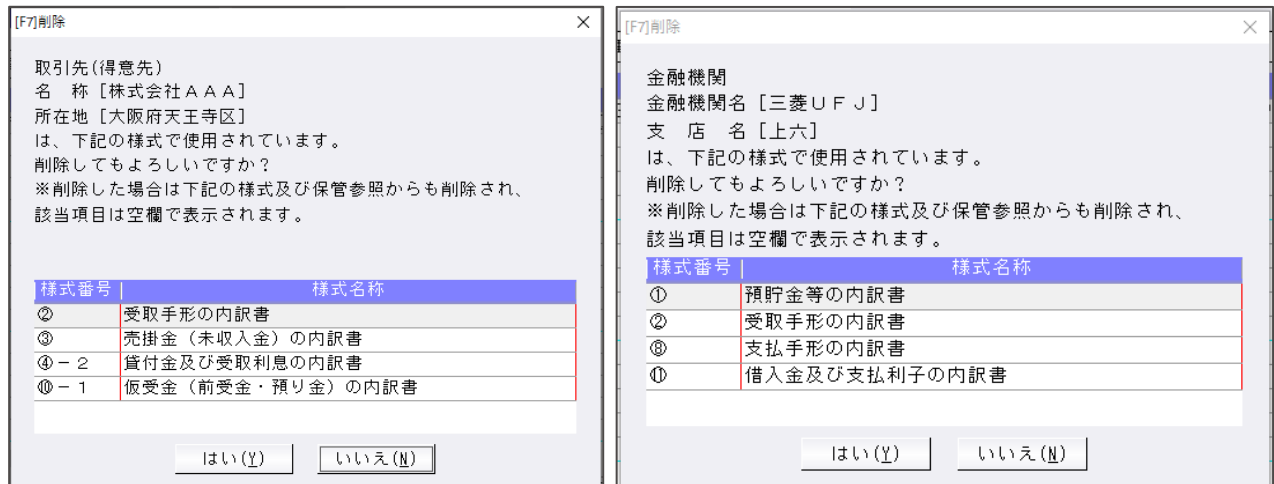 [F7]削除
取引先(得意先)
名　称 [株式会社ＡＡＡ]
所在地 [大阪府天王寺区]
は、下記の様式で使用されています。
削除してもよろしいですか？
※削除した場合は下記の様式及び保管参照からも削除され、
該当項目は空欄で表示されます。
様式番号 様式名称
② 受取手形の内訳書
③ 売掛金（未収入金）の内訳書
④－２ 貸付金及び受取利息の内訳書
⑩－１ 仮受金（前受金・預り金）の内訳書
はい(Y) いいえ(N)
[F7]削除
金融機関
金融機関名 [三菱ＵＦＪ]
支　店　名 [上六]
は、下記の様式で使用されています。
削除してもよろしいですか？
※削除した場合は下記の様式及び保管参照からも削除され、
該当項目は空欄で表示されます。
様式番号 様式名称
① 預貯金等の内訳書
② 受取手形の内訳書
⑧ 支払手形の内訳書
⑪ 借入金及び支払利子の内訳書
はい(Y) いいえ(N)